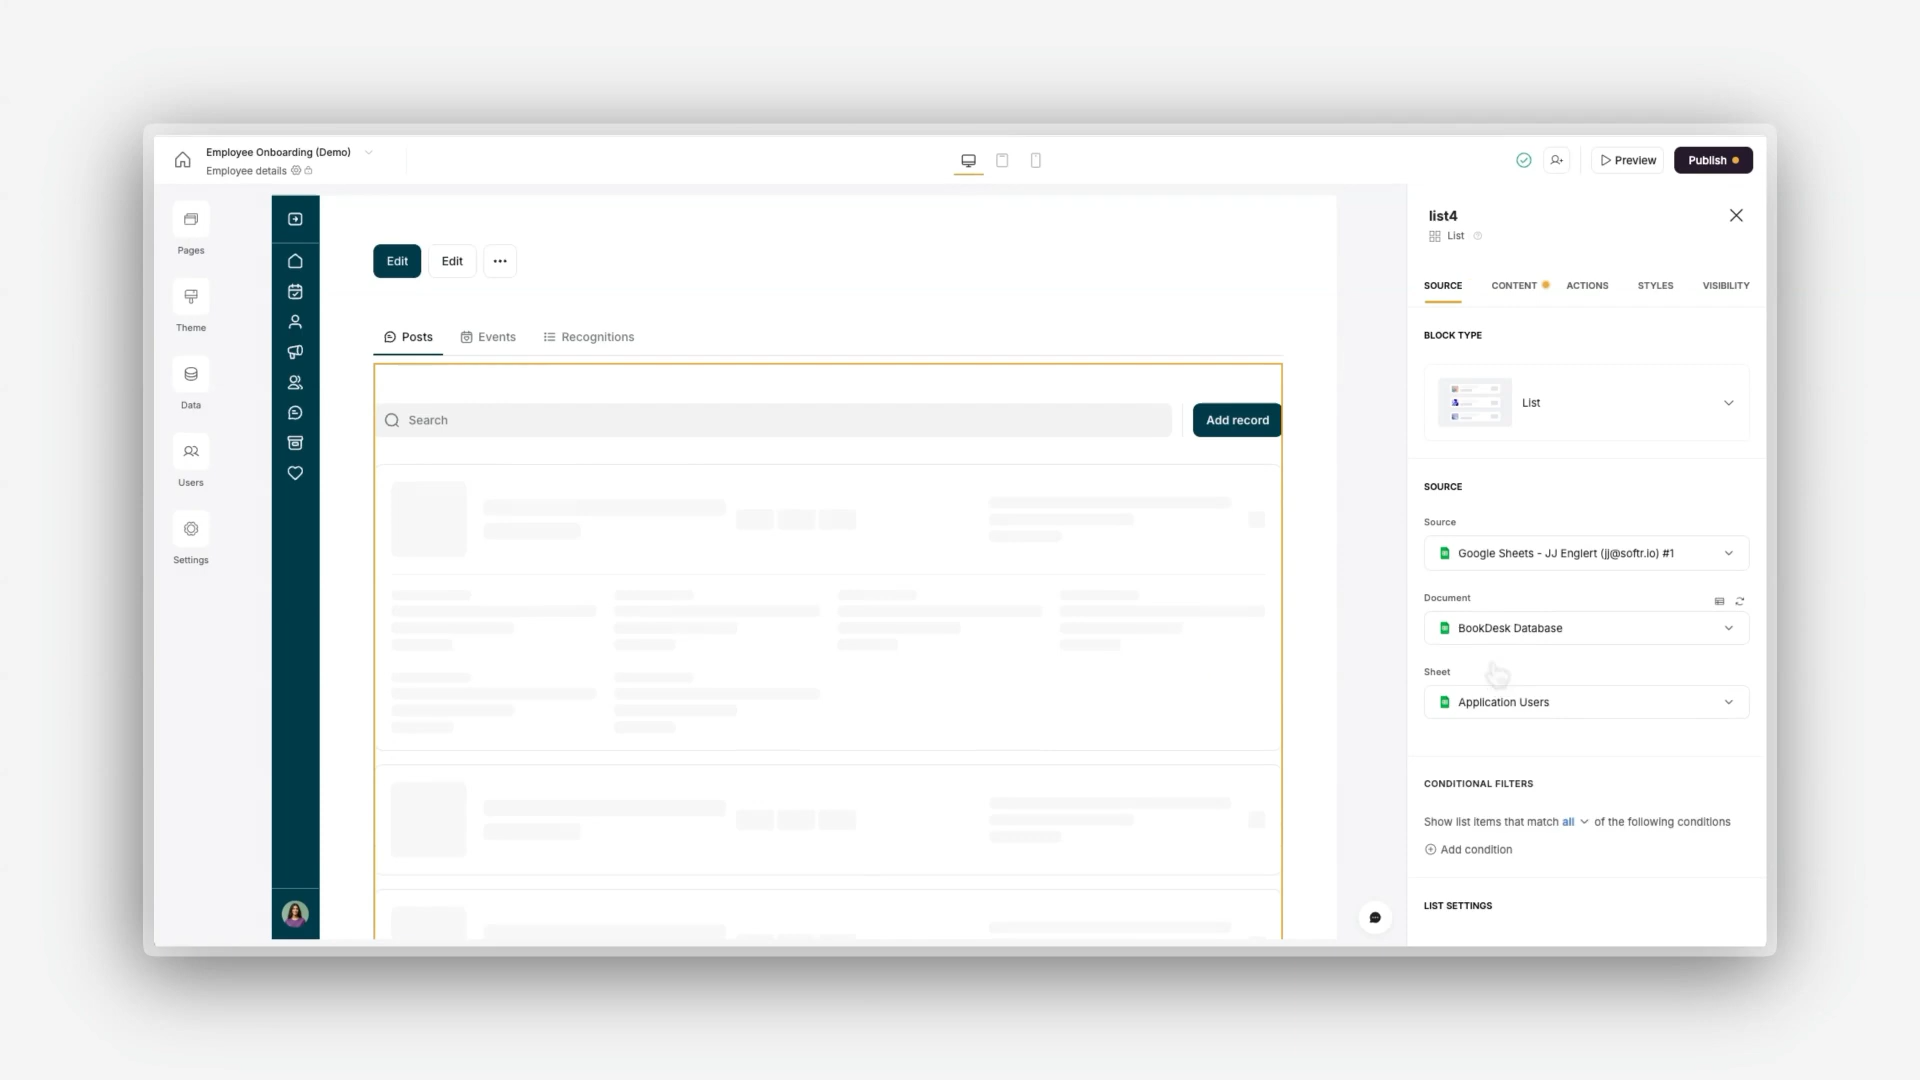 Employee Onboarding (Demo)
Employee details
Preview
Publish
Pages
Theme
Data
Users
Settings
Edit
Edit
Posts
Events
Recognitions
Search
Add record
list4
List
SOURCE
CONTENT
ACTIONS
STYLES
VISIBILITY
BLOCK TYPE
List
SOURCE
Source
Google Sheets - JJ Englert (jj@softr.io) #1
Document
BookDesk Database
Sheet
Application Users
CONDITIONAL FILTERS
Show list items that match all of the following conditions
Add condition
LIST SETTINGS